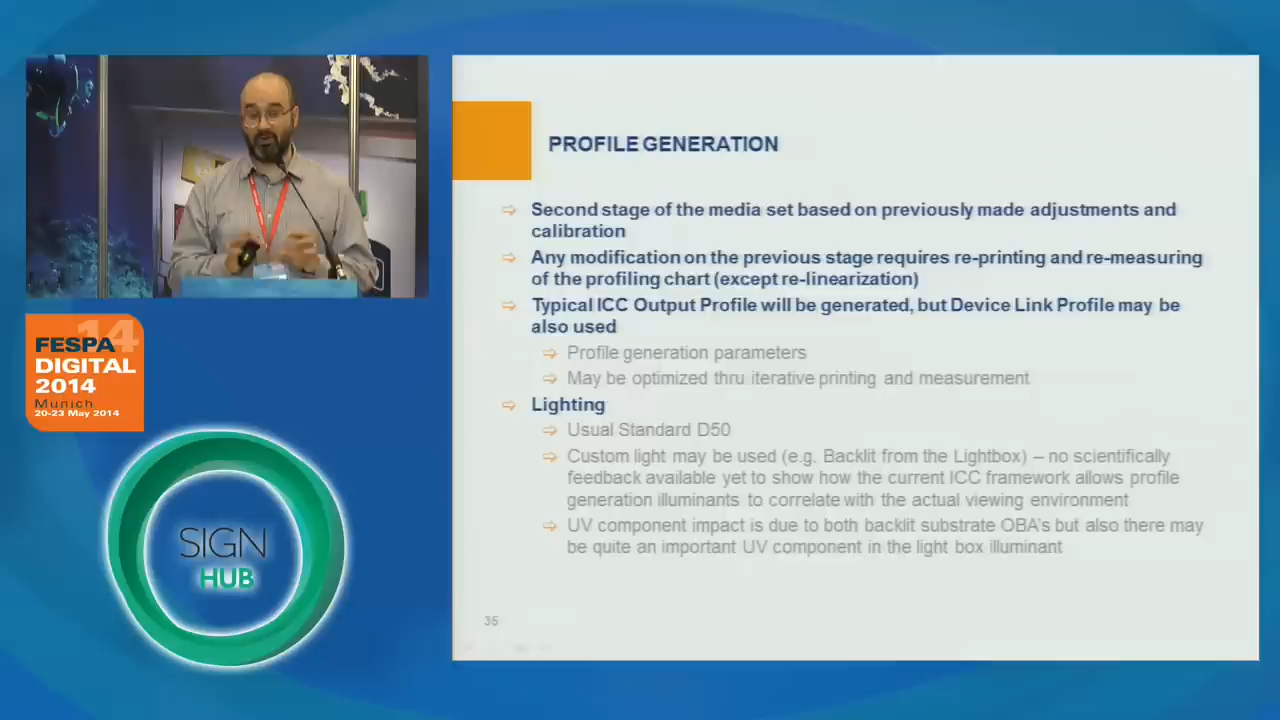 PROFILE GENERATION
Second stage of the media set based on previously made adjustments and
calibration
Any modification on the previous stage requires re-printing and re-measuring
of the profiling chart (except re-linearization)
Typical ICC Output Profile will be generated, but Device Link Profile may be
also used
Profile generation parameters
May be optimized thru iterative printing and measurement
Lighting
Usual Standard D50
Custom light may be used (e.g. Backlit from the Lightbox) – no scientifically
feedback available yet to show how the current ICC framework allows profile
generation illuminants to correlate with the actual viewing environment
UV component impact is due to both backlit substrate OBA's but also there may
be quite an important UV component in the light box illuminant
35
14
FESPA
DIGITAL
2014
Munich
20-23 May 2014
SIGN
HUB